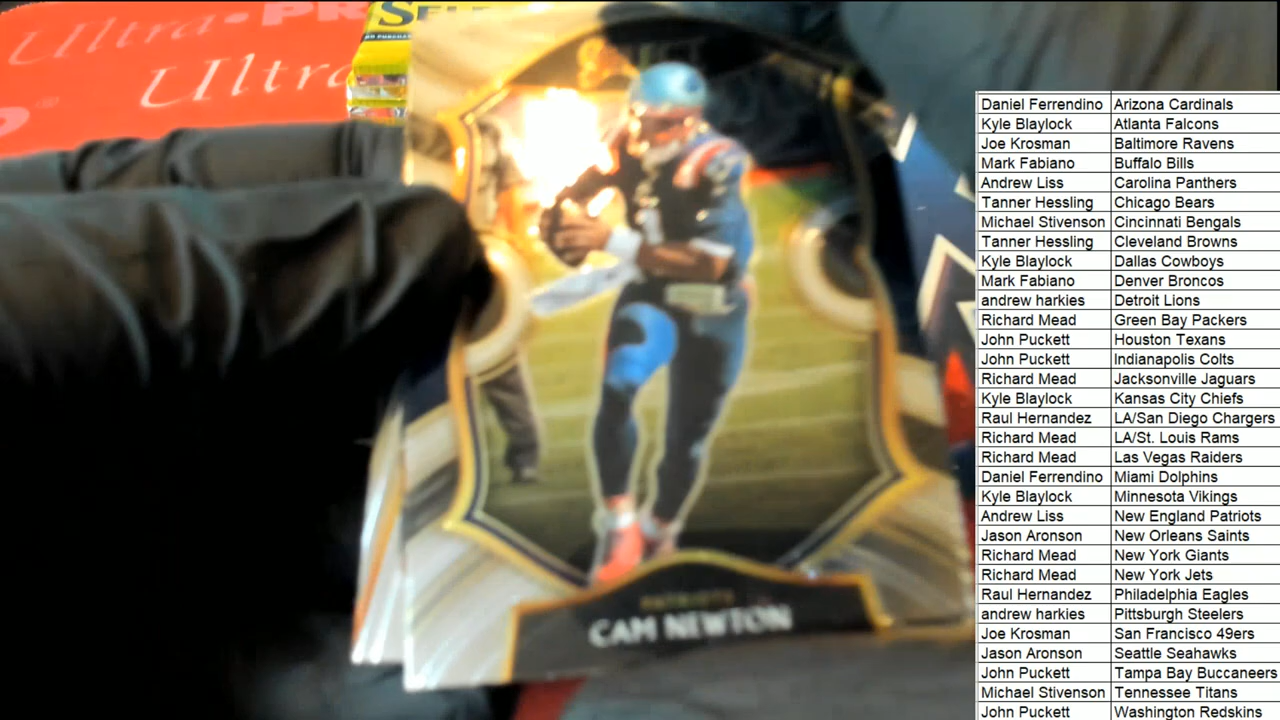 Ultra·PR
Ultra
SEL
SELECT
PATRIOTS
CAM NEWTON
Daniel Ferrendino Arizona Cardinals
Kyle Blaylock Atlanta Falcons
Joe Krosman Baltimore Ravens
Mark Fabiano Buffalo Bills
Andrew Liss Carolina Panthers
Tanner Hessling Chicago Bears
Michael Stivenson Cincinnati Bengals
Tanner Hessling Cleveland Browns
Kyle Blaylock Dallas Cowboys
Mark Fabiano Denver Broncos
andrew harkies Detroit Lions
Richard Mead Green Bay Packers
John Puckett Houston Texans
John Puckett Indianapolis Colts
Richard Mead Jacksonville Jaguars
Kyle Blaylock Kansas City Chiefs
Raul Hernandez LA/San Diego Chargers
Richard Mead LA/St. Louis Rams
Richard Mead Las Vegas Raiders
Daniel Ferrendino Miami Dolphins
Kyle Blaylock Minnesota Vikings
Andrew Liss New England Patriots
Jason Aronson New Orleans Saints
Richard Mead New York Giants
Richard Mead New York Jets
Raul Hernandez Philadelphia Eagles
andrew harkies Pittsburgh Steelers
Joe Krosman San Francisco 49ers
Jason Aronson Seattle Seahawks
John Puckett Tampa Bay Buccaneers
Michael Stivenson Tennessee Titans
John Puckett Washington Redskins